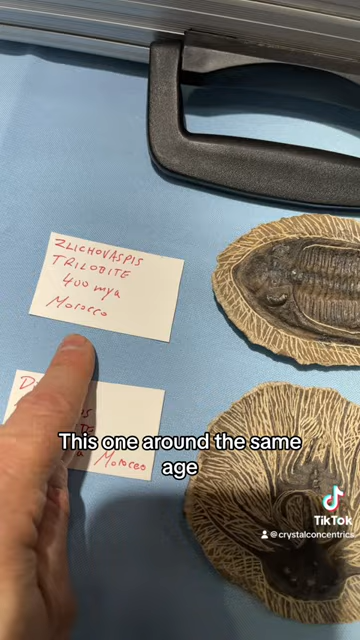 ZLICHOVASPIS
TRILOBITE
400 mya
Morocco
Morocco
This one around the same
age
TikTok
@crystalconcentrics